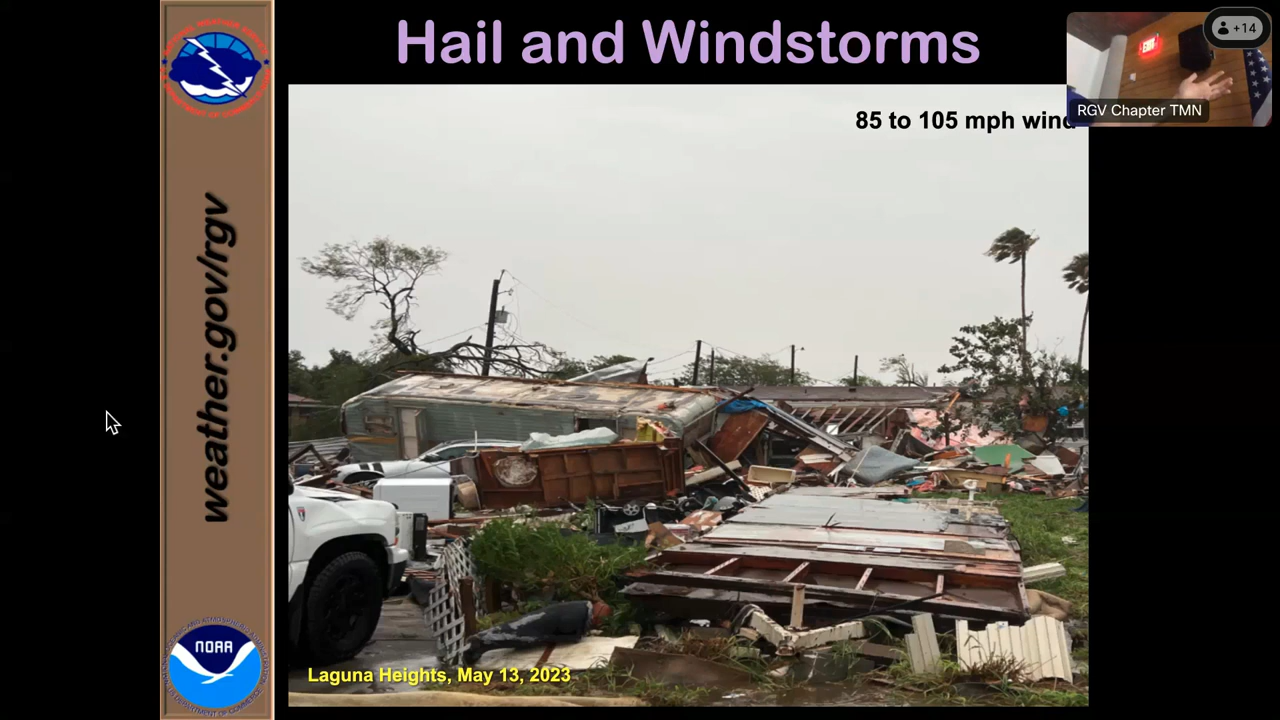 Hail and Windstorms
+14
EXIT
RGV Chapter TMN
85 to 105 mph wind
weather.gov/rgv
NOAA
Laguna Heights, May 13, 2023